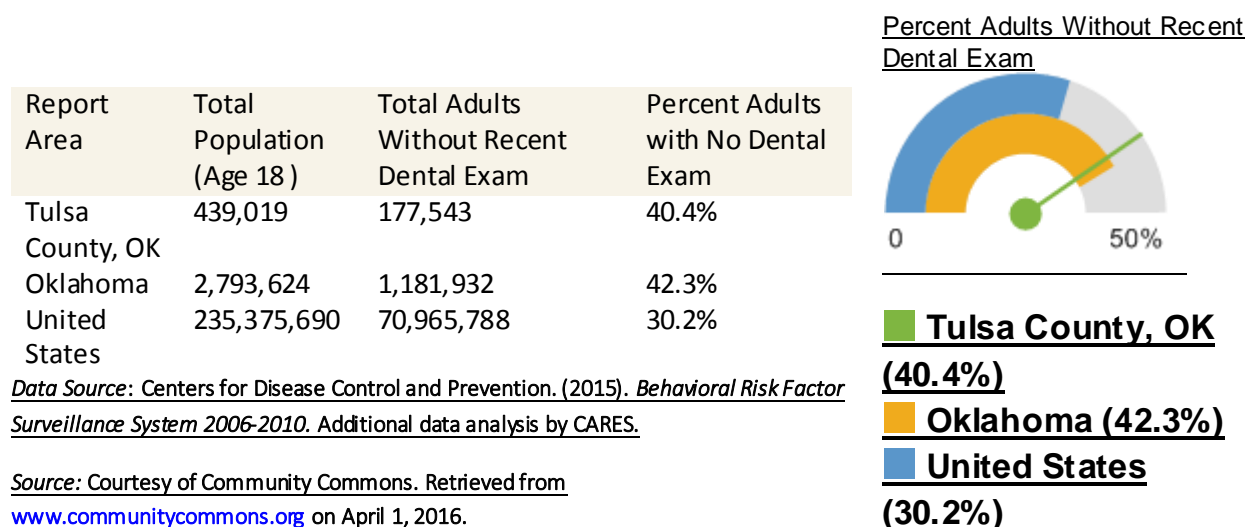 Percent Adults Without Recent
Dental Exam
Report Area Total Population (Age 18 ) Total Adults Without Recent Dental Exam Percent Adults with No Dental Exam
Tulsa County, OK 439,019 177,543 40.4%
Oklahoma 2,793,624 1,181,932 42.3%
United States 235,375,690 70,965,788 30.2%
Data Source: Centers for Disease Control and Prevention. (2015). Behavioral Risk Factor
Surveillance System 2006-2010. Additional data analysis by CARES.
Source: Courtesy of Community Commons. Retrieved from
www.communitycommons.org on April 1, 2016.
0 50%
Tulsa County, OK
(40.4%)
Oklahoma (42.3%)
United States
(30.2%)